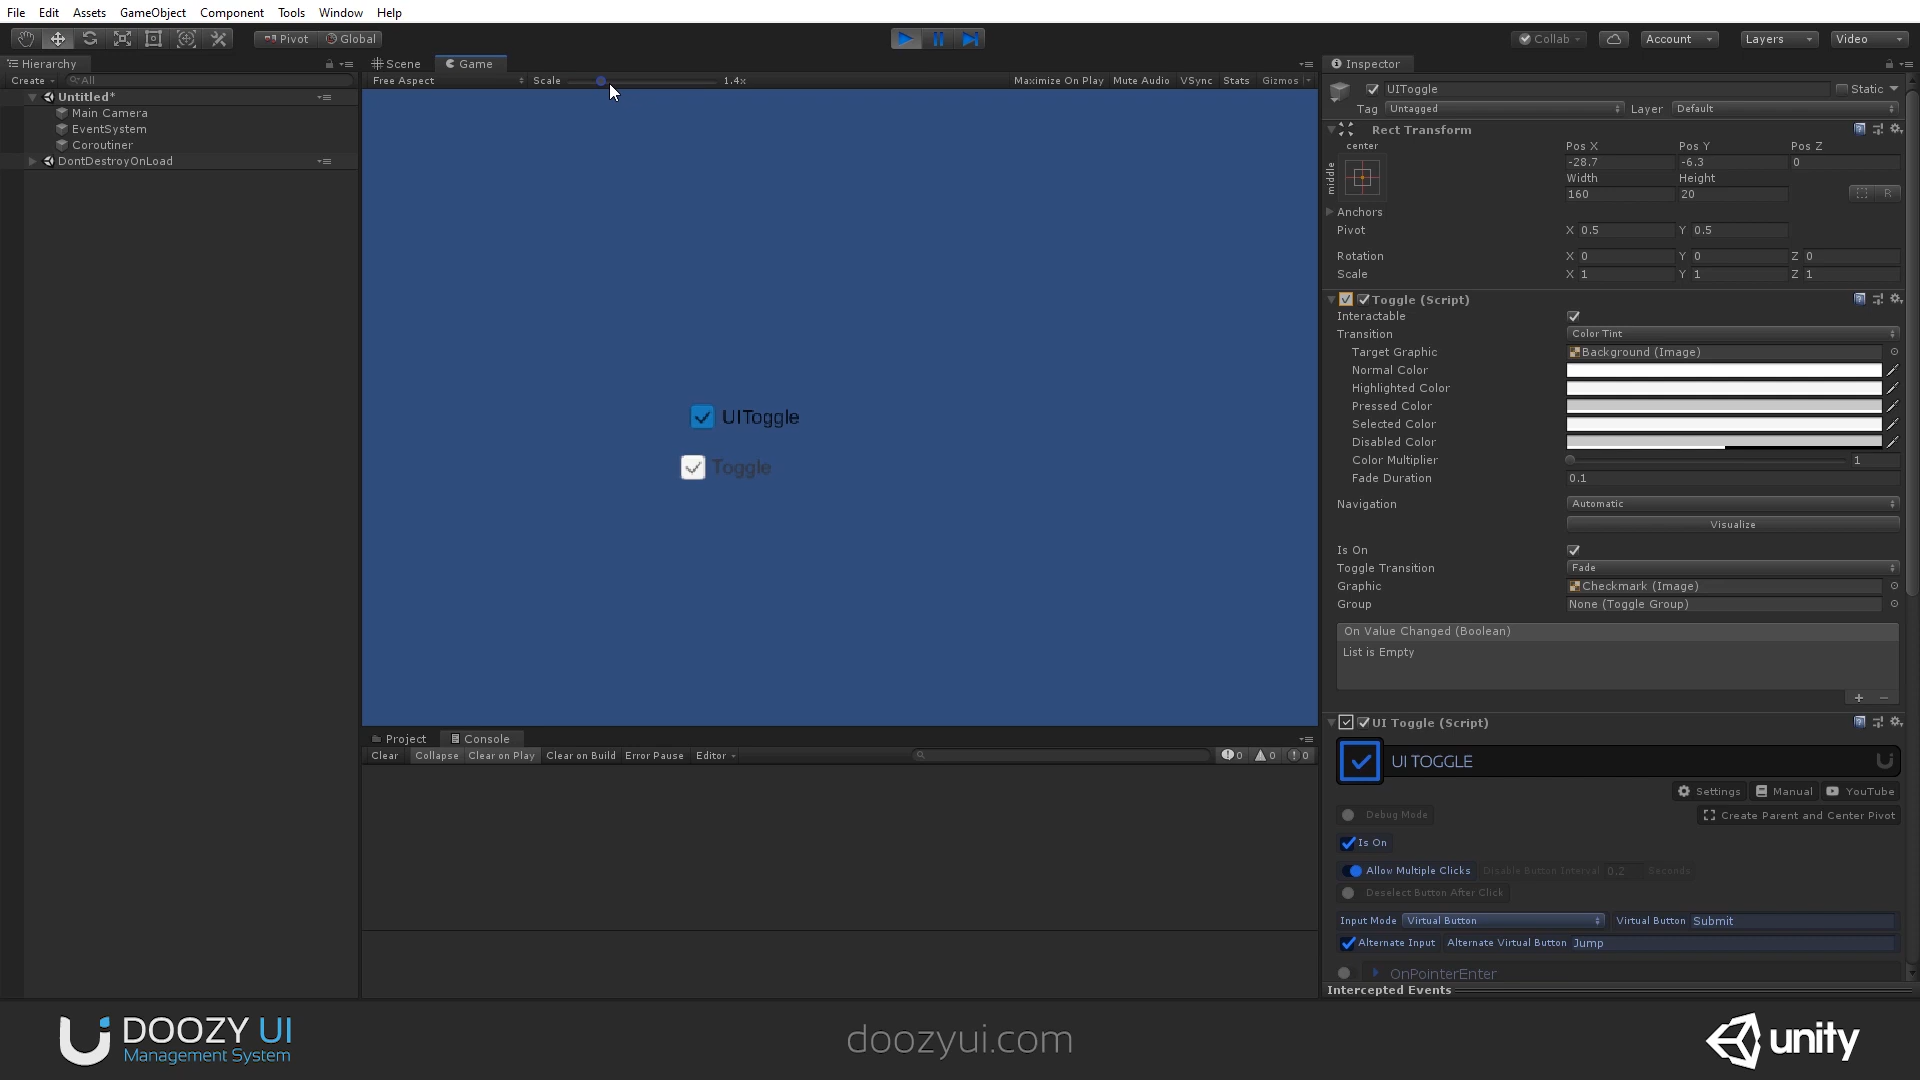 File Edit Assets GameObject Component Tools Window Help
Pivot Global Collab Account Layers Video
Hierarchy
Create All
Untitled*
Main Camera
EventSystem
Coroutiner
DontDestroyOnLoad
Scene Game
Free Aspect Scale 1.4x Maximize On Play Mute Audio VSync Stats Gizmos
UIToggle
Toggle
Project Console
Clear Collapse Clear on Play Clear on Build Error Pause Editor 0 0 0
Inspector
UIToggle Static
Tag Untagged Layer Default
Rect Transform
center
middle
Pos X Pos Y Pos Z
-28.7 -6.3 0
Width Height
160 20 R
Anchors
Pivot X 0.5 Y 0.5
Rotation X 0 Y 0 Z 0
Scale X 1 Y 1 Z 1
Toggle (Script)
Interactable
Transition Color Tint
Target Graphic Background (Image)
Normal Color
Highlighted Color
Pressed Color
Selected Color
Disabled Color
Color Multiplier 1
Fade Duration 0.1
Navigation Automatic
Visualize
Is On
Toggle Transition Fade
Graphic Checkmark (Image)
Group None (Toggle Group)
On Value Changed (Boolean)
List is Empty
+ −
UI Toggle (Script)
UI TOGGLE
Settings Manual YouTube
Debug Mode Create Parent and Center Pivot
Is On
Allow Multiple Clicks Disable Button Interval 0.2 Seconds
Deselect Button After Click
Input Mode Virtual Button Virtual Button Submit
Alternate Input Alternate Virtual Button Jump
OnPointerEnter
Intercepted Events
DOOZY UI
Management System
doozyui.com
unity